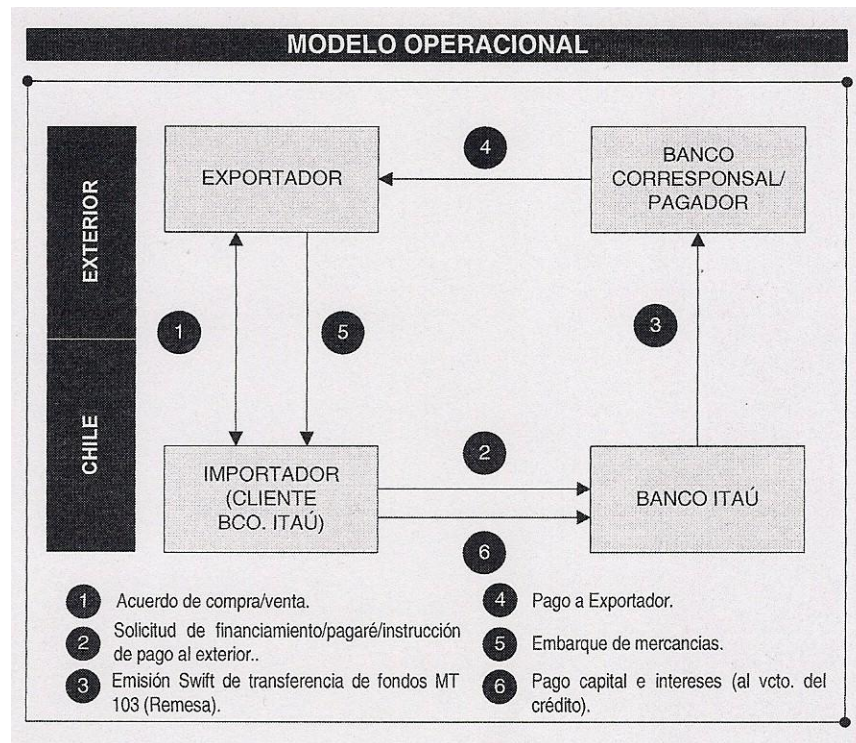 MODELO OPERACIONAL
EXTERIOR
CHILE
EXPORTADOR
4
BANCO
CORRESPONSAL/
PAGADOR
1
5
3
IMPORTADOR
(CLIENTE
BCO. ITAÚ)
2
6
BANCO ITAÚ
1 Acuerdo de compra/venta.
2 Solicitud de financiamiento/pagaré/instrucción
de pago al exterior..
3 Emisión Swift de transferencia de fondos MT
103 (Remesa).
4 Pago a Exportador.
5 Embarque de mercancias.
6 Pago capital e intereses (al vcto. del
crédito).